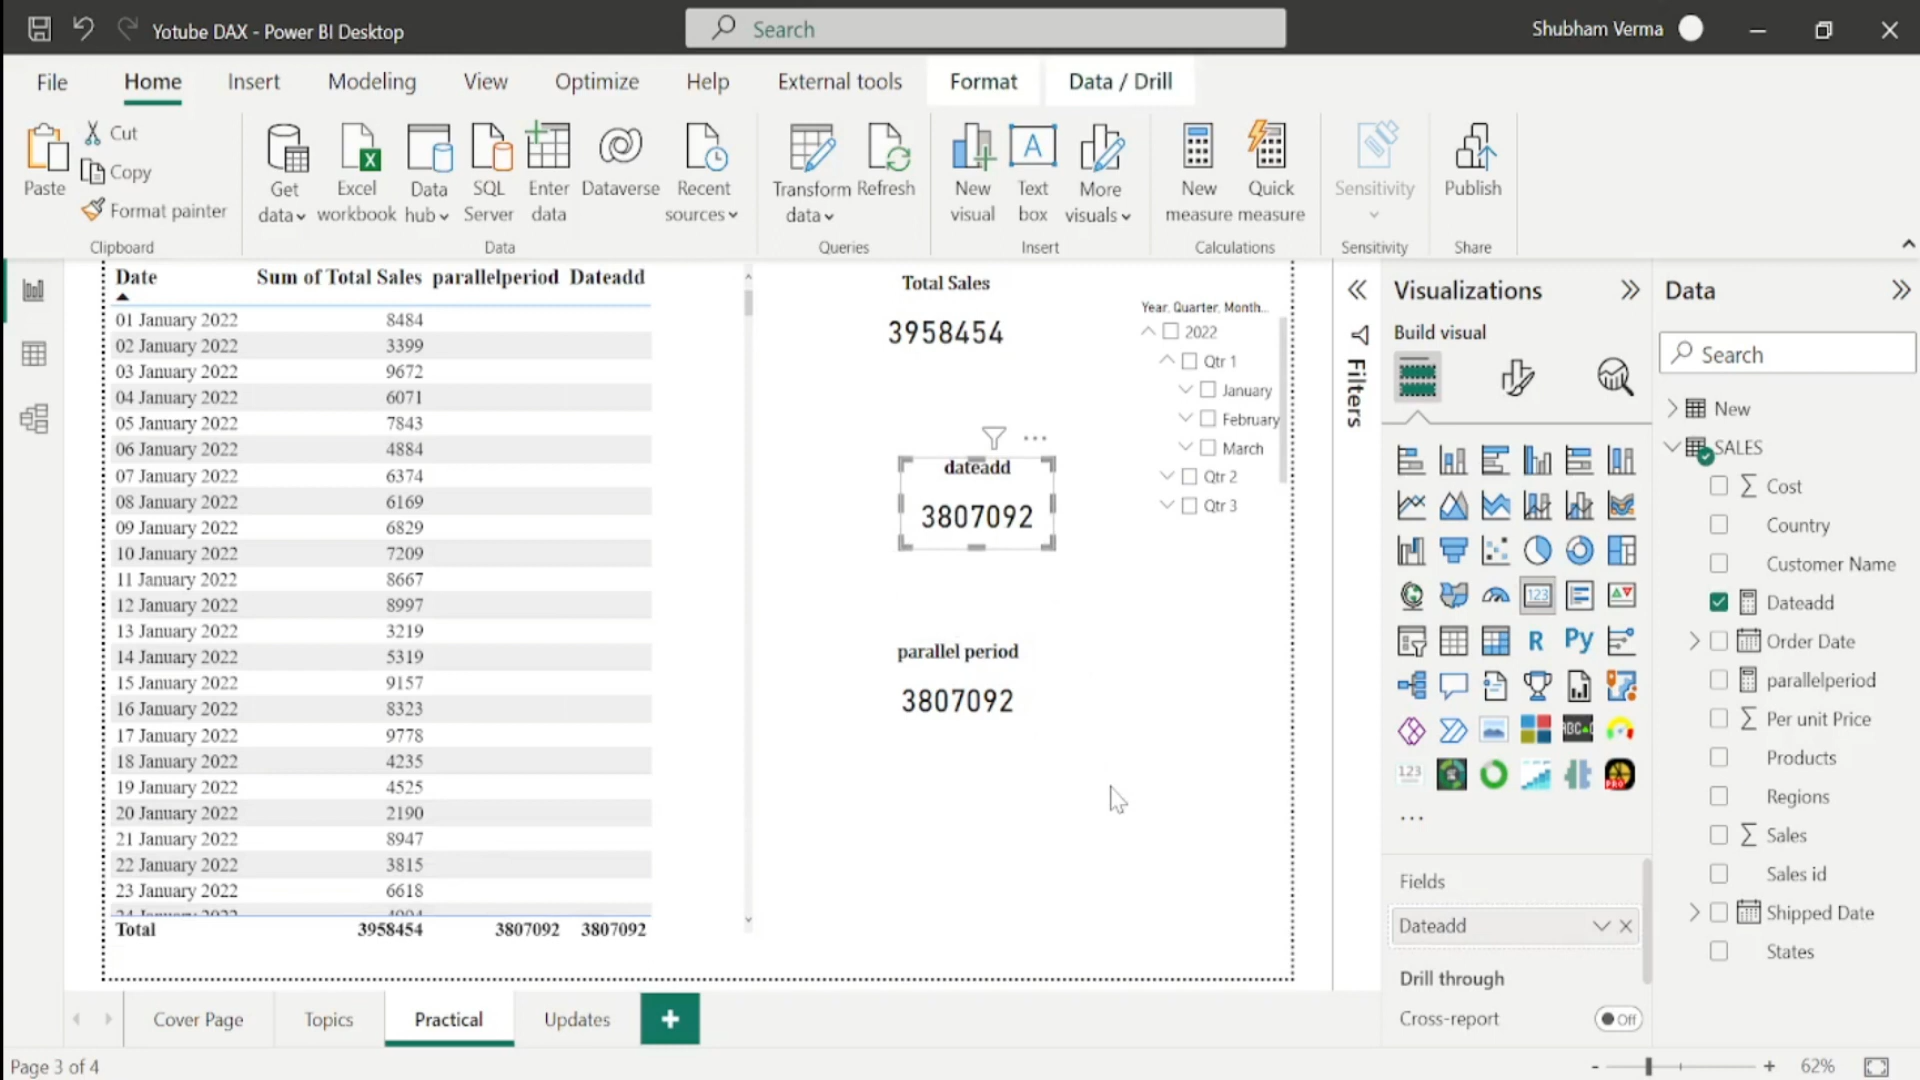 Yotube DAX - Power BI Desktop
Search
Shubham Verma
File
Home
Insert
Modeling
View
Optimize
Help
External tools
Format
Data / Drill
Paste
Cut
Copy
Format painter
Clipboard
Get data
Excel workbook
Data hub
SQL Server
Enter data
Dataverse
Recent sources
Data
Transform data
Refresh
Queries
New visual
Text box
More visuals
Insert
New measure
Quick measure
Calculations
Sensitivity
Sensitivity
Publish
Share
Date Sum of Total Sales parallelperiod Dateadd
01 January 2022 8484
02 January 2022 3399
03 January 2022 9672
04 January 2022 6071
05 January 2022 7843
06 January 2022 4884
07 January 2022 6374
08 January 2022 6169
09 January 2022 6829
10 January 2022 7209
11 January 2022 8667
12 January 2022 8997
13 January 2022 3219
14 January 2022 5319
15 January 2022 9157
16 January 2022 8323
17 January 2022 9778
18 January 2022 4235
19 January 2022 4525
20 January 2022 2190
21 January 2022 8947
22 January 2022 3815
23 January 2022 6618
Total 3958454 3807092 3807092
Total Sales
3958454
dateadd
3807092
parallel period
3807092
Year, Quarter, Month...
2022
Qtr 1
January
February
March
Qtr 2
Qtr 3
Filters
Visualizations
Build visual
123
R
Py
123
PRO
...
Fields
Dateadd
Drill through
Cross-report
Off
Data
Search
New
SALES
Cost
Country
Customer Name
Dateadd
Order Date
parallelperiod
Per unit Price
Products
Regions
Sales
Sales id
Shipped Date
States
Cover Page
Topics
Practical
Updates
+
Page 3 of 4
- + 62%